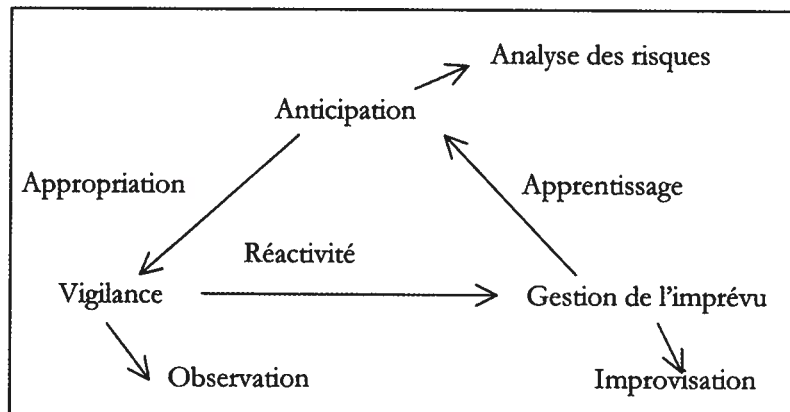 Analyse des risques
Anticipation
Appropriation
Apprentissage
Réactivité
Vigilance
Gestion de l'imprévu
Observation
Improvisation